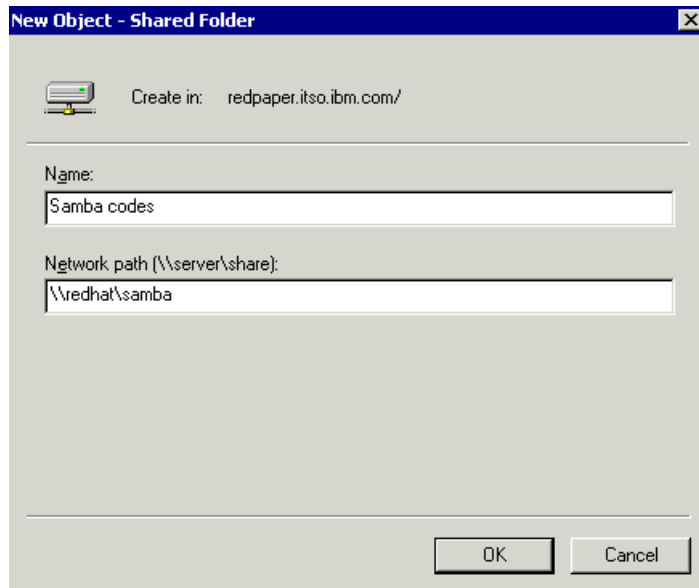 New Object - Shared Folder
Create in: redpaper.itso.ibm.com/
Name:
Samba codes
Network path (\\server\share):
\\redhat\samba
OK Cancel